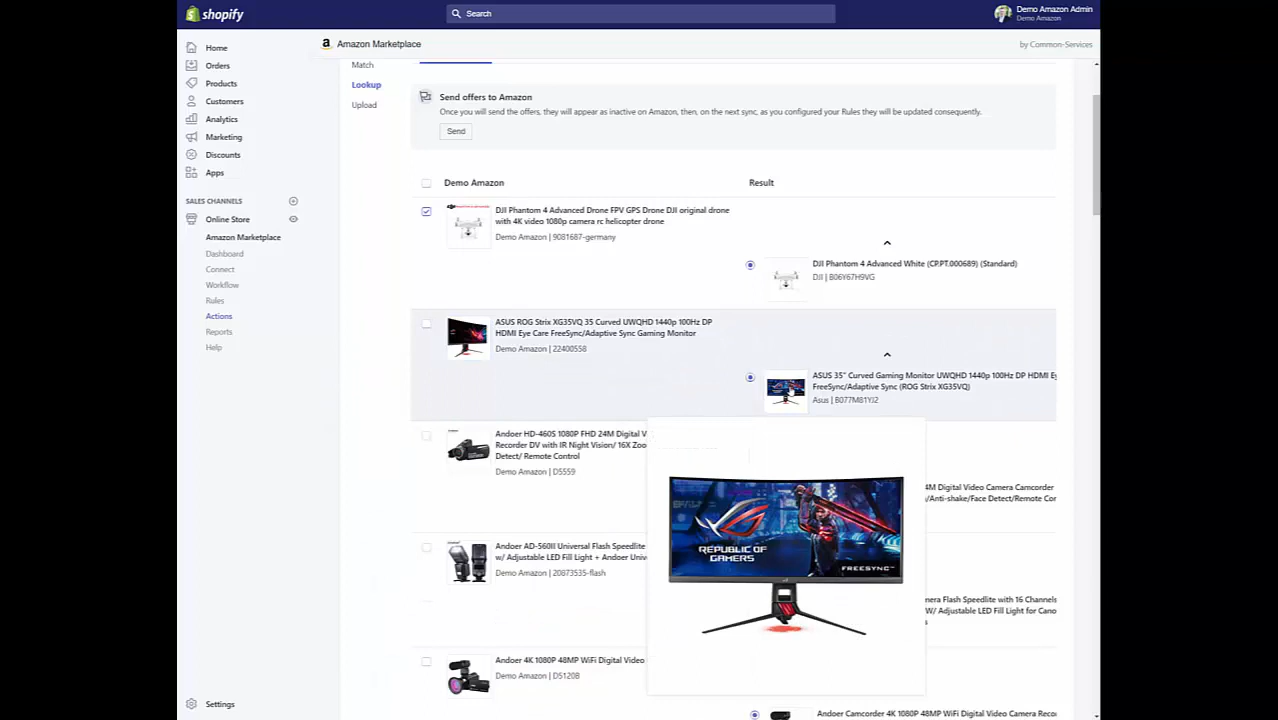 shopify
Search
Demo Amazon Admin
Demo Amazon
Amazon Marketplace
by Common-Services
Home
Orders
Products
Customers
Analytics
Marketing
Discounts
Apps
SALES CHANNELS
Online Store
Amazon Marketplace
Dashboard
Connect
Workflow
Rules
Actions
Reports
Help
Settings
Match
Lookup
Upload
Send offers to Amazon
Once you will send the offers, they will appear as inactive on Amazon, then, on the next sync, as you configured your Rules they will be updated consequently.
Send
Demo Amazon
Result
DJI Phantom 4 Advanced Drone FPV GPS Drone DJI original drone
with 4K video 1080p camera rc helicopter drone
Demo Amazon | 9081687-germany
DJI Phantom 4 Advanced White (CP.PT.000689) (Standard)
DJI | B06Y67H9VG
ASUS ROG Strix XG35VQ 35 Curved UWQHD 1440p 100Hz DP
HDMI Eye Care FreeSync/Adaptive Sync Gaming Monitor
Demo Amazon | 22400558
ASUS 35" Curved Gaming Monitor UWQHD 1440p 100Hz DP HDMI Ey
FreeSync/Adaptive Sync (ROG Strix XG35VQ)
Asus | B077M81YJ2
Andoer HD-460S 1080P FHD 24M Digital V
Recorder DV with IR Night Vision/ 16X Zoo
Detect/ Remote Control
Demo Amazon | D5559
4M Digital Video Camera Camcorder
/Anti-shake/Face Detect/Remote Cor
REPUBLIC OF
GAMERS
FREESYNC
Andoer AD-560II Universal Flash Speedlite
w/ Adjustable LED Fill Light + Andoer Univ
Demo Amazon | 20873535-flash
era Flash Speedlite with 16 Channels
W/ Adjustable LED Fill Light for Cano
Andoer 4K 1080P 48MP WiFi Digital Video
Demo Amazon | D5120B
Andoer Camcorder 4K 1080P 48MP WiFi Digital Video Camera Reco